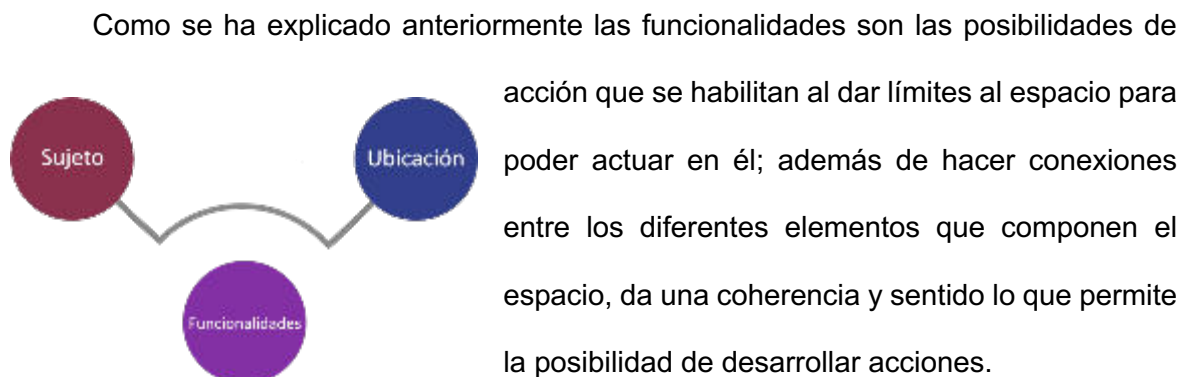 Como se ha explicado anteriormente las funcionalidades son las posibilidades de
acción que se habilitan al dar límites al espacio para
poder actuar en él; además de hacer conexiones
entre los diferentes elementos que componen el
espacio, da una coherencia y sentido lo que permite
la posibilidad de desarrollar acciones.
Sujeto
Ubicación
Funcionalidades